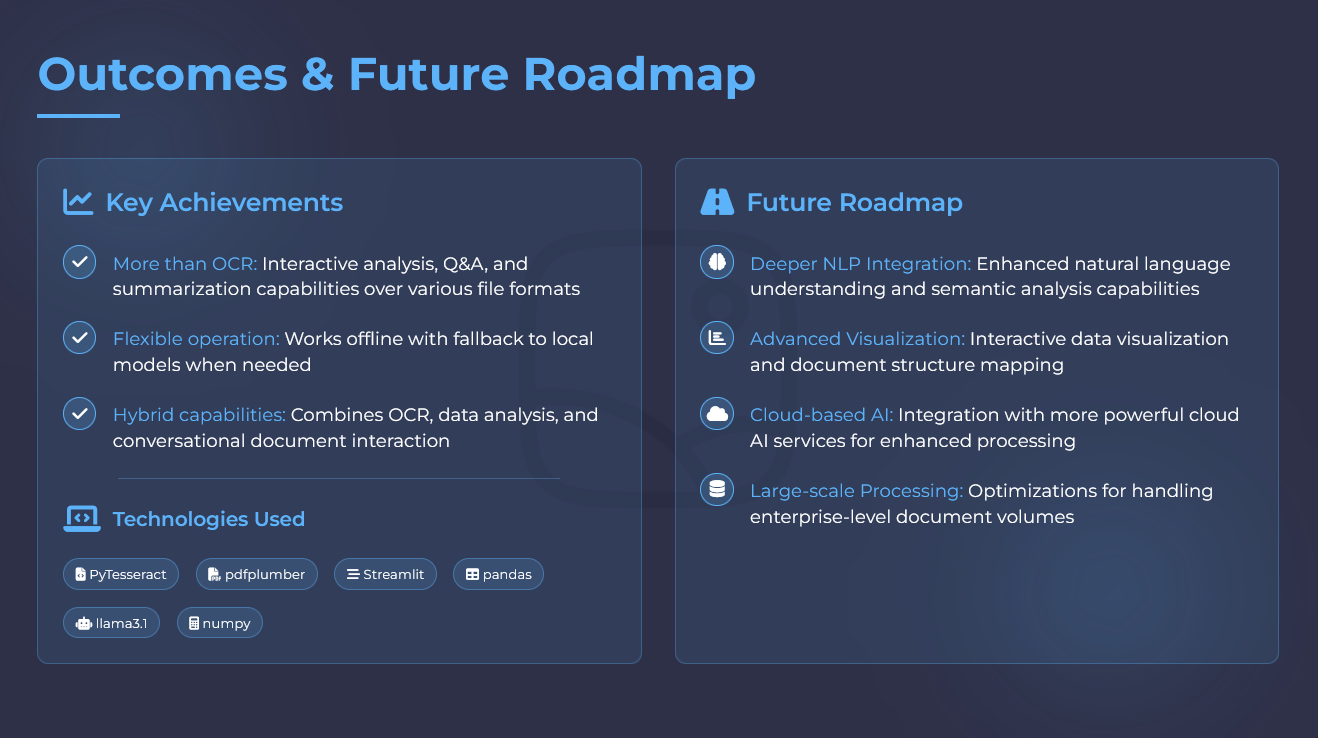 Outcomes & Future Roadmap
Key Achievements
More than OCR: Interactive analysis, Q&A, and
summarization capabilities over various file formats
Flexible operation: Works offline with fallback to local
models when needed
Hybrid capabilities: Combines OCR, data analysis, and
conversational document interaction
Technologies Used
PyTesseract
pdfplumber
Streamlit
pandas
llama3.1
numpy
Future Roadmap
Deeper NLP Integration: Enhanced natural language
understanding and semantic analysis capabilities
Advanced Visualization: Interactive data visualization
and document structure mapping
Cloud-based AI: Integration with more powerful cloud
AI services for enhanced processing
Large-scale Processing: Optimizations for handling
enterprise-level document volumes